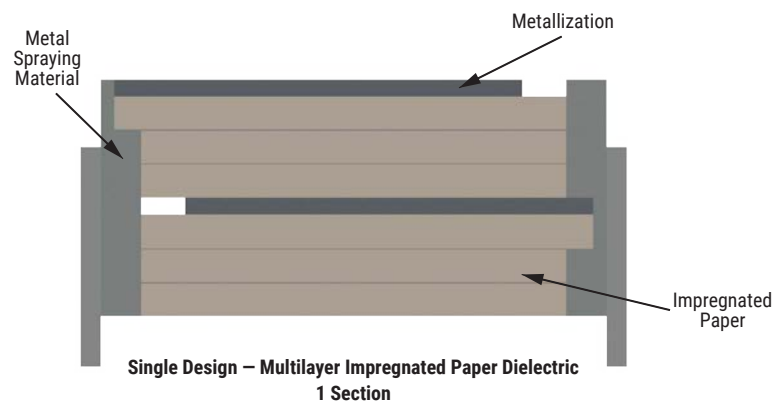 Metallization
Metal
Spraying
Material
Impregnated
Paper
Single Design — Multilayer Impregnated Paper Dielectric
1 Section